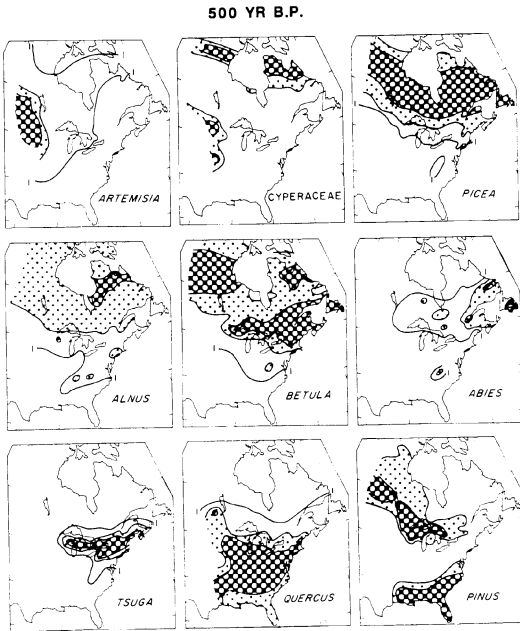 500 YR B.P.
ARTEMISIA
CYPERACEAE
PICEA
ALNUS
BETULA
ABIES
TSUGA
QUERCUS
PINUS